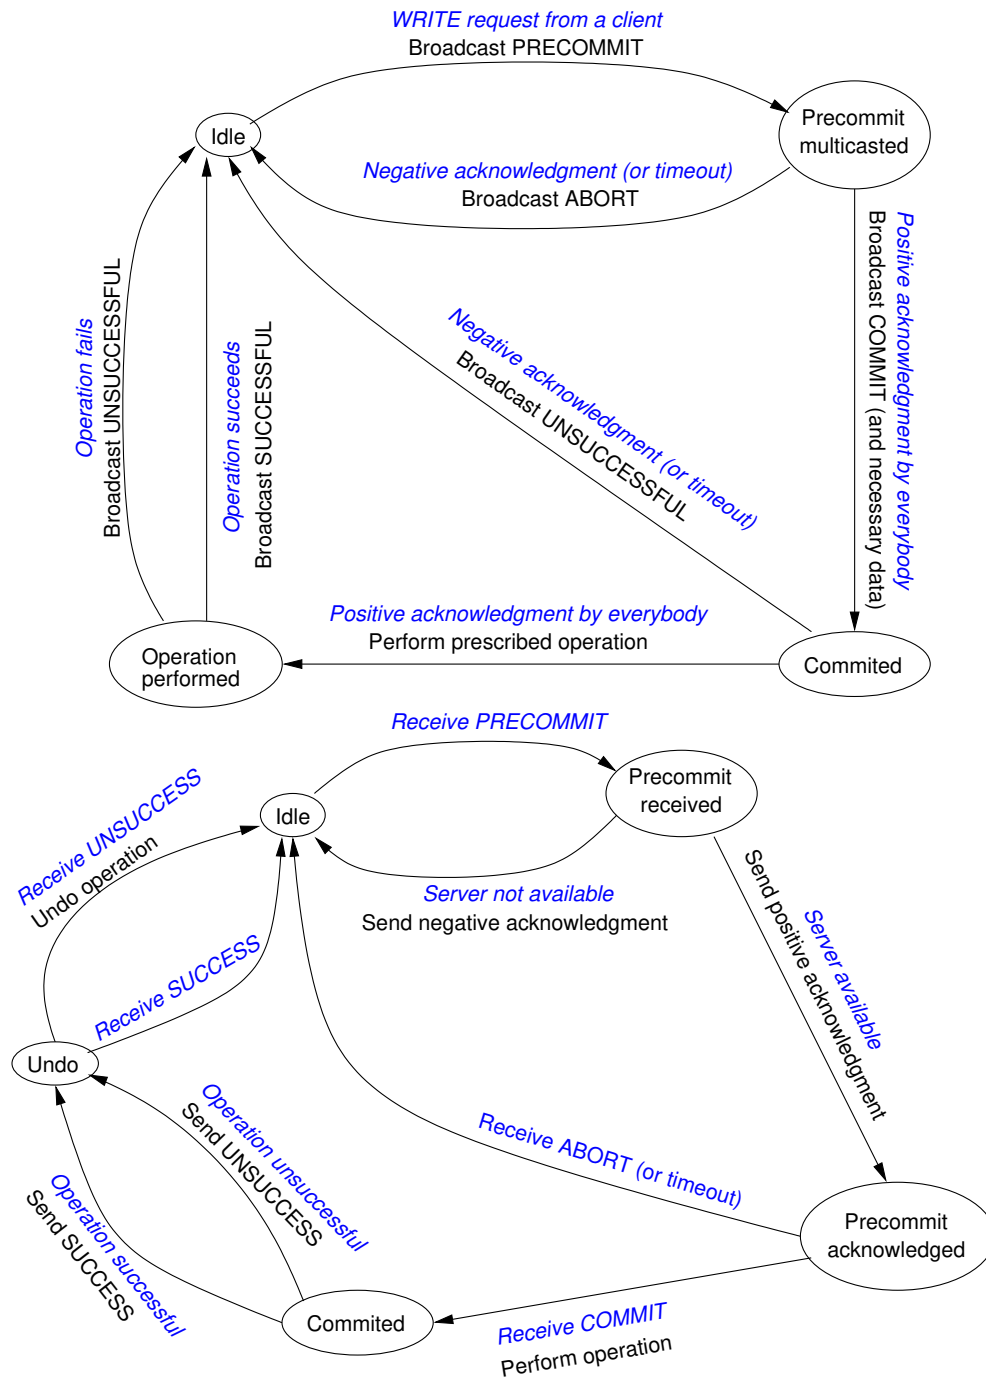 WRITE request from a client
Broadcast PRECOMMIT
Idle
Precommit
multicasted
Negative acknowledgment (or timeout)
Broadcast ABORT
Positive acknowledgment by everybody
Broadcast COMMIT (and necessary data)
Negative acknowledgment (or timeout)
Broadcast UNSUCCESSFUL
Operation fails
Broadcast UNSUCCESSFUL
Operation succeeds
Broadcast SUCCESSFUL
Positive acknowledgment by everybody
Perform prescribed operation
Operation
performed
Commited
Receive PRECOMMIT
Precommit
received
Idle
Receive UNSUCCESS
Undo operation
Server not available
Send negative acknowledgment
Receive SUCCESS
Server available
Send positive acknowledgment
Undo
Operation unsuccessful
Send UNSUCCESS
Receive ABORT (or timeout)
Operation successful
Send SUCCESS
Precommit
acknowledged
Commited
Receive COMMIT
Perform operation